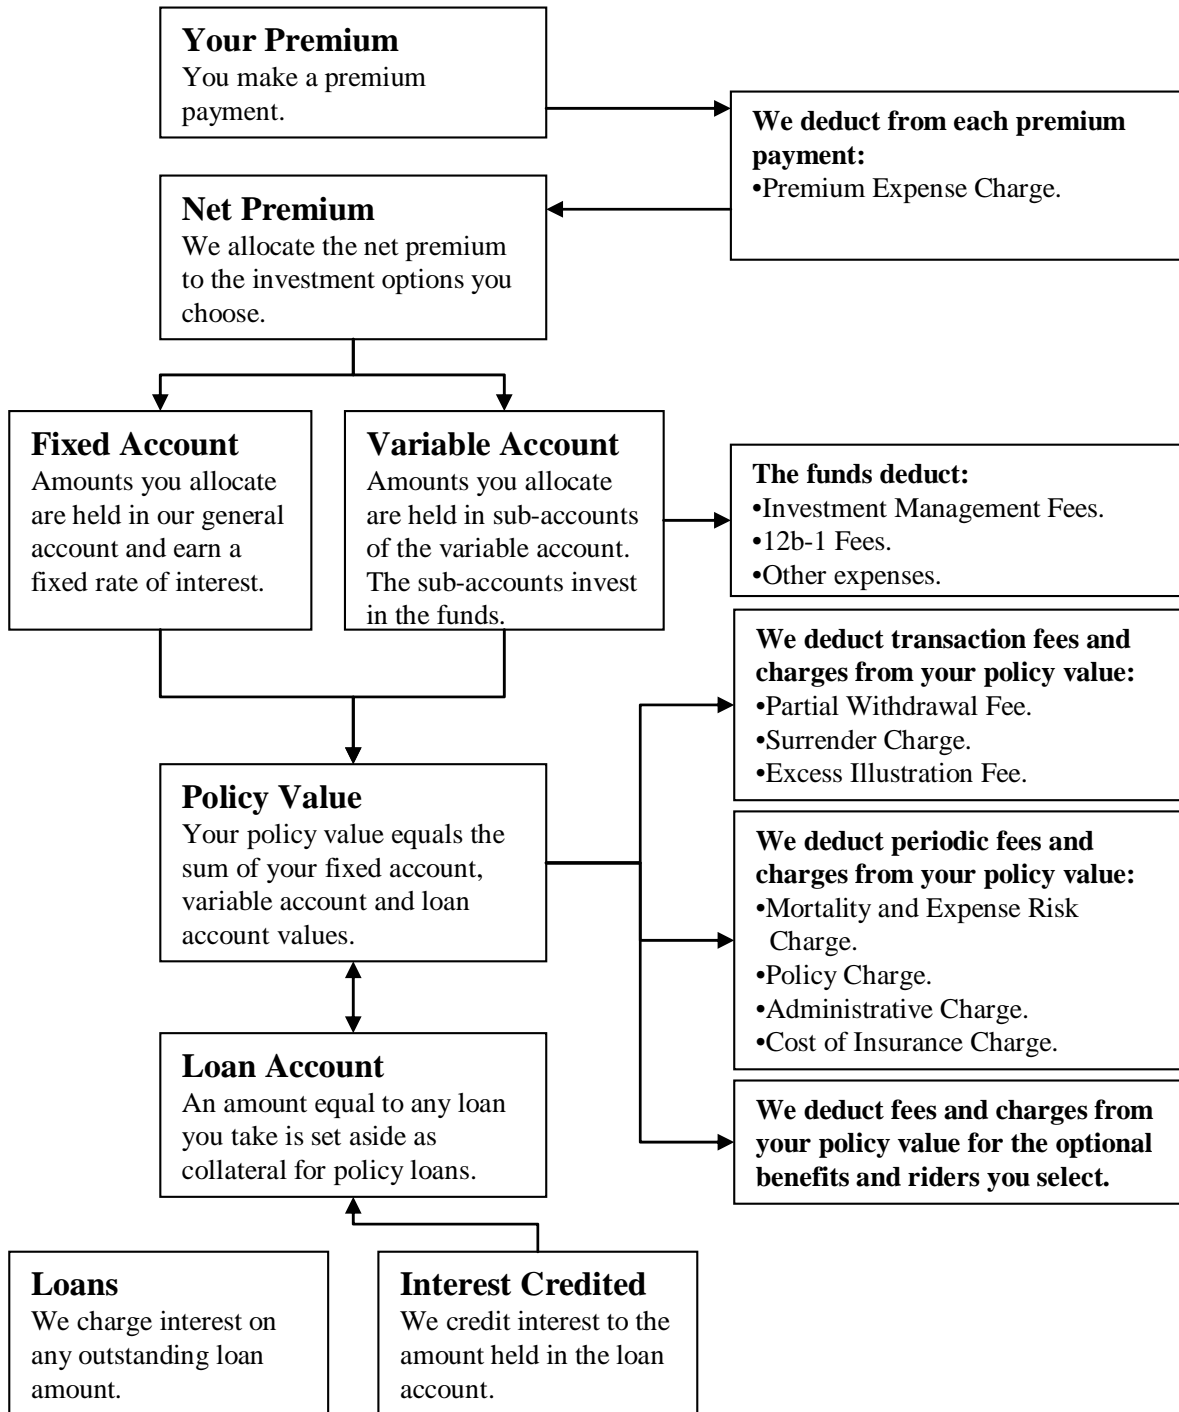 Your Premium
You make a premium
payment.
We deduct from each premium
payment:
•Premium Expense Charge.
Net Premium
We allocate the net premium
to the investment options you
choose.
Fixed Account
Amounts you allocate
are held in our general
account and earn a
fixed rate of interest.
Variable Account
Amounts you allocate
are held in sub-accounts
of the variable account.
The sub-accounts invest
in the funds.
The funds deduct:
•Investment Management Fees.
•12b-1 Fees.
•Other expenses.
We deduct transaction fees and
charges from your policy value:
•Partial Withdrawal Fee.
•Surrender Charge.
•Excess Illustration Fee.
Policy Value
Your policy value equals the
sum of your fixed account,
variable account and loan
account values.
We deduct periodic fees and
charges from your policy value:
•Mortality and Expense Risk
Charge.
•Policy Charge.
•Administrative Charge.
•Cost of Insurance Charge.
Loan Account
An amount equal to any loan
you take is set aside as
collateral for policy loans.
We deduct fees and charges from
your policy value for the optional
benefits and riders you select.
Loans
We charge interest on
any outstanding loan
amount.
Interest Credited
We credit interest to the
amount held in the loan
account.